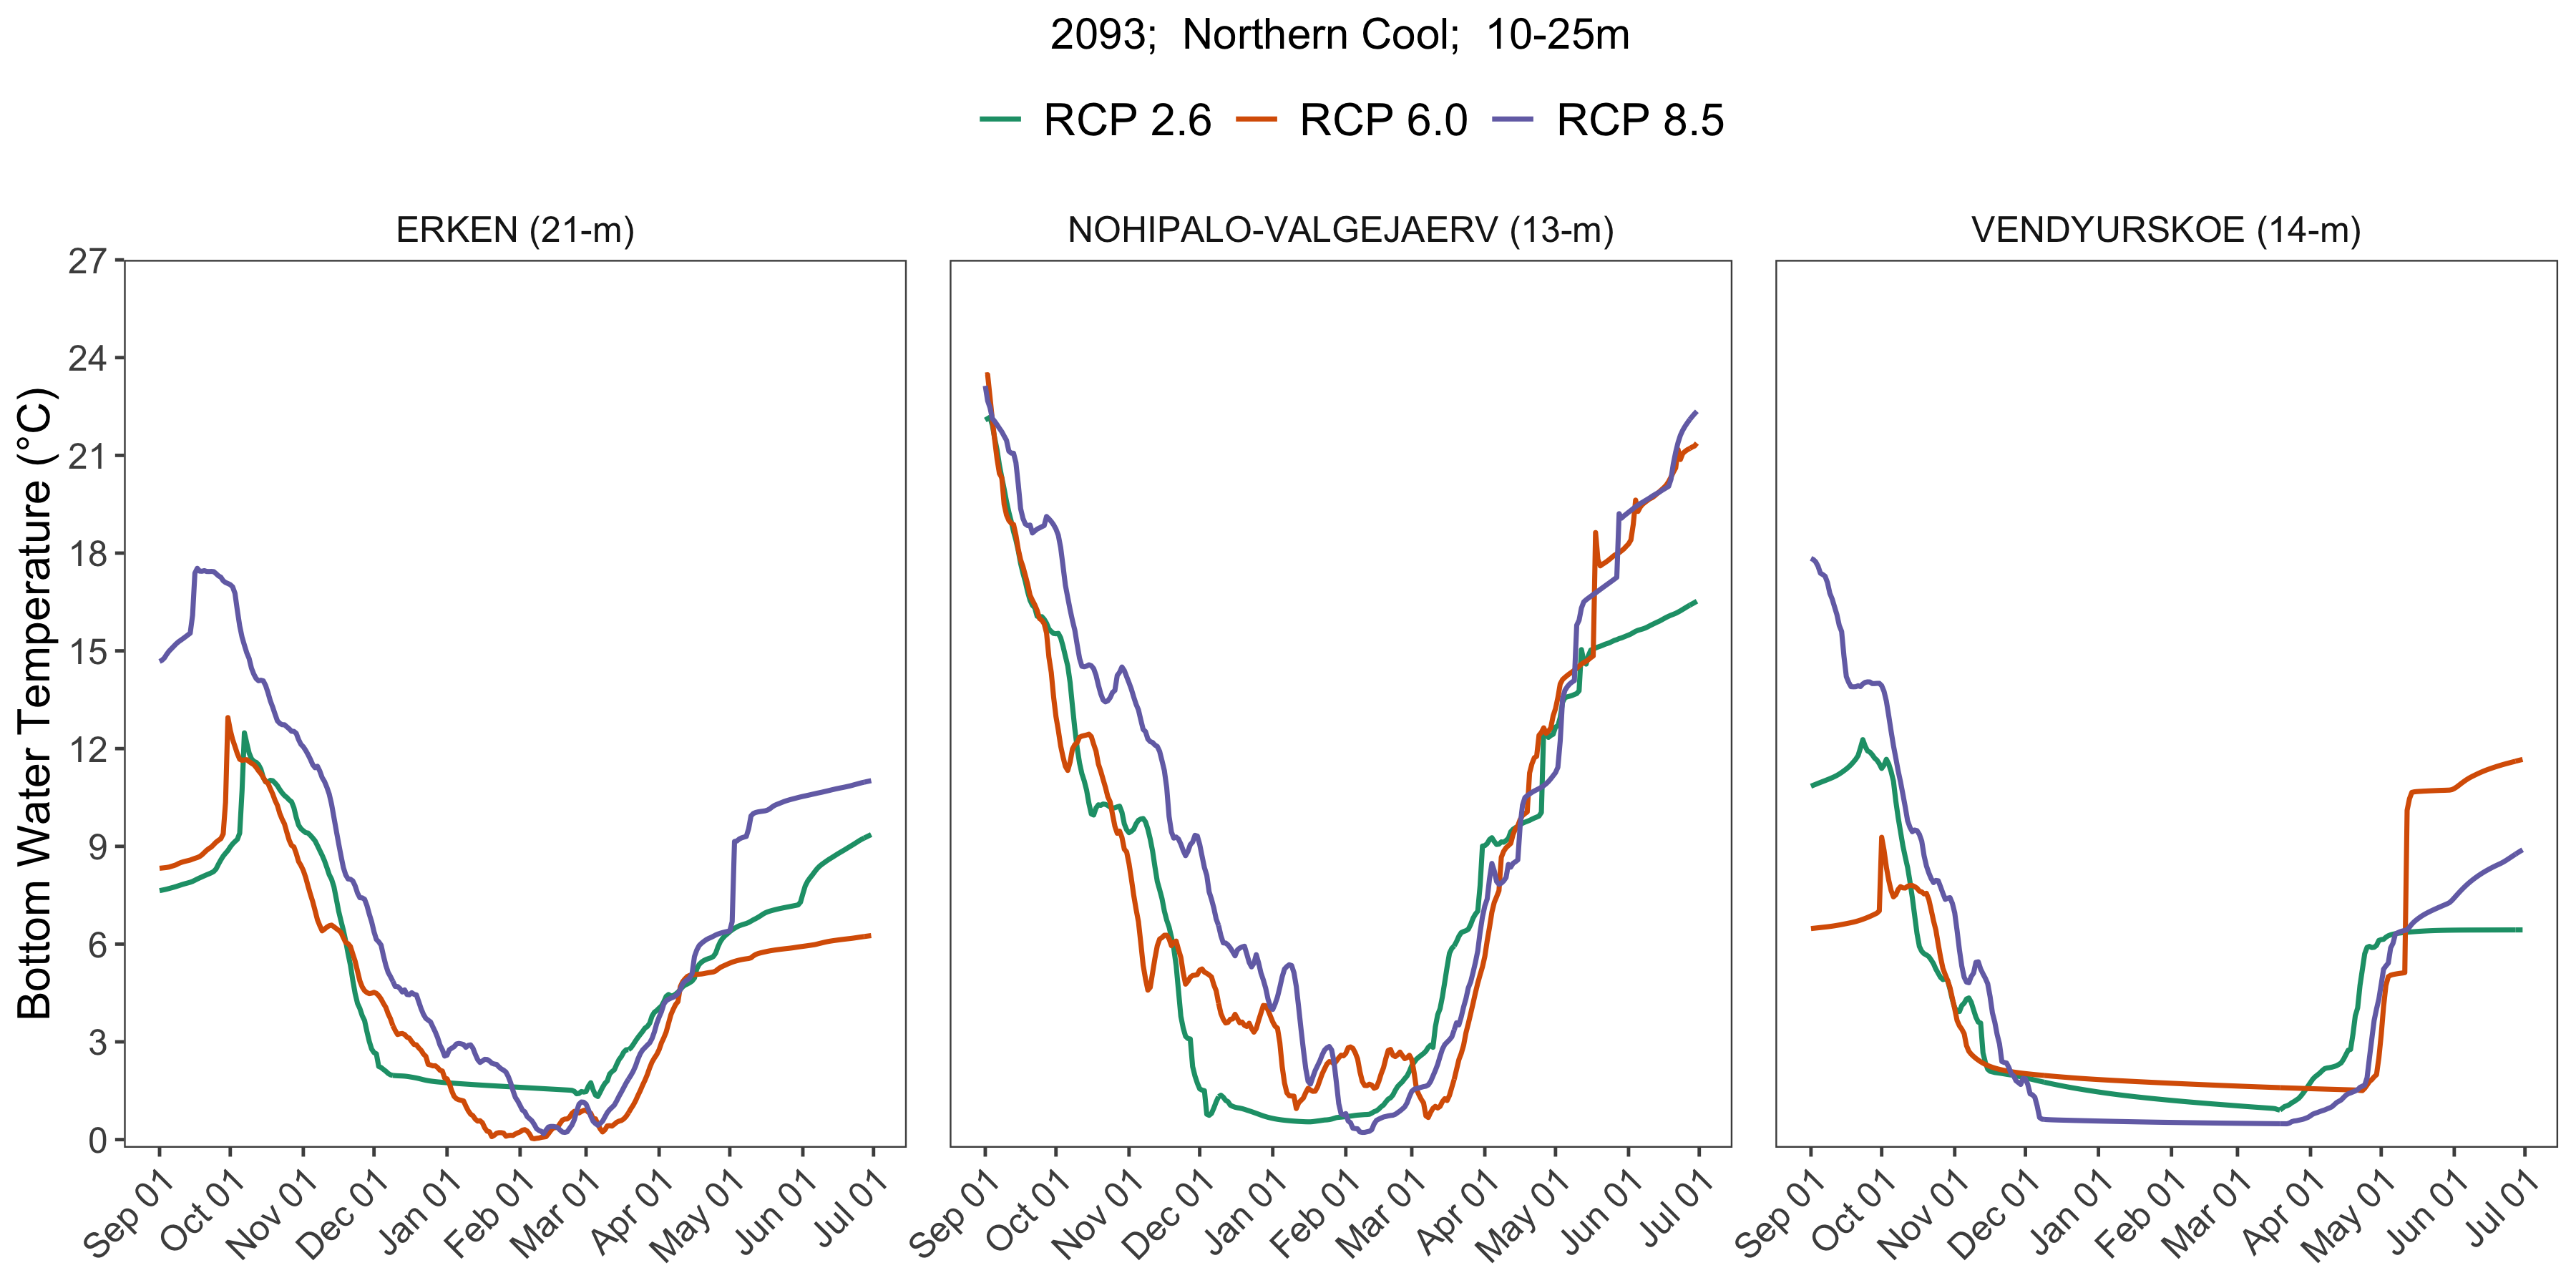 2093;  Northern Cool;  10-25m
RCP 2.6 RCP 6.0 RCP 8.5
ERKEN (21-m) NOHIPALO-VALGEJAERV (13-m) VENDYURSKOE (14-m)
Bottom Water Temperature (°C)
27
24
21
18
15
12
9
6
3
0
Sep 01 Oct 01 Nov 01 Dec 01 Jan 01 Feb 01 Mar 01 Apr 01 May 01 Jun 01 Jul 01 Sep 01 Oct 01 Nov 01 Dec 01 Jan 01 Feb 01 Mar 01 Apr 01 May 01 Jun 01 Jul 01 Sep 01 Oct 01 Nov 01 Dec 01 Jan 01 Feb 01 Mar 01 Apr 01 May 01 Jun 01 Jul 01